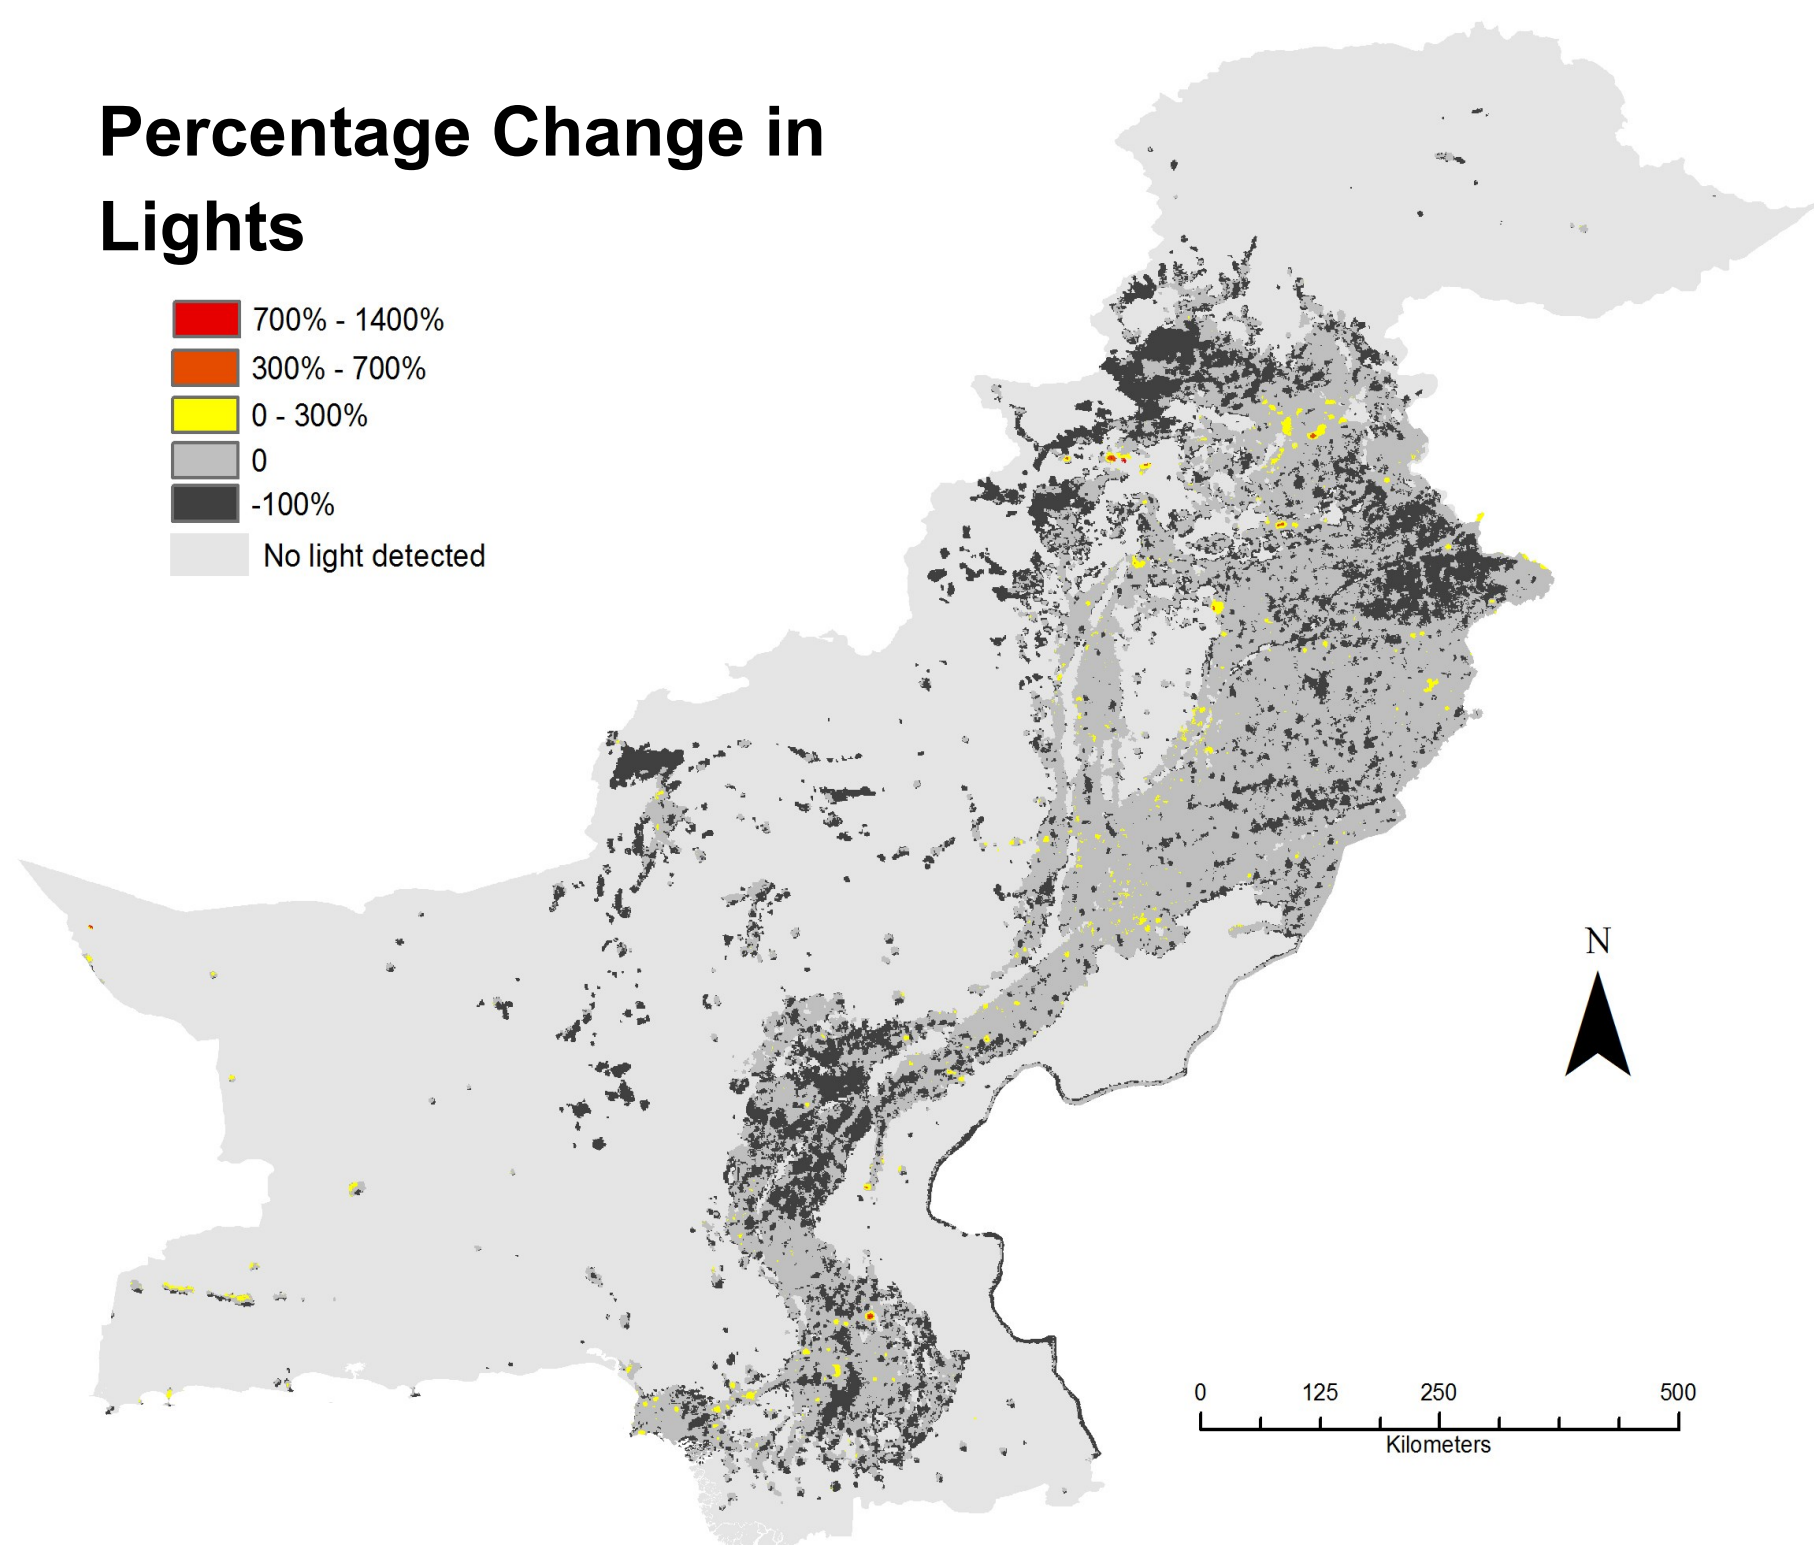 Percentage Change in
Lights
700% - 1400%
300% - 700%
0 - 300%
0
-100%
No light detected
N
0 125 250 500
Kilometers